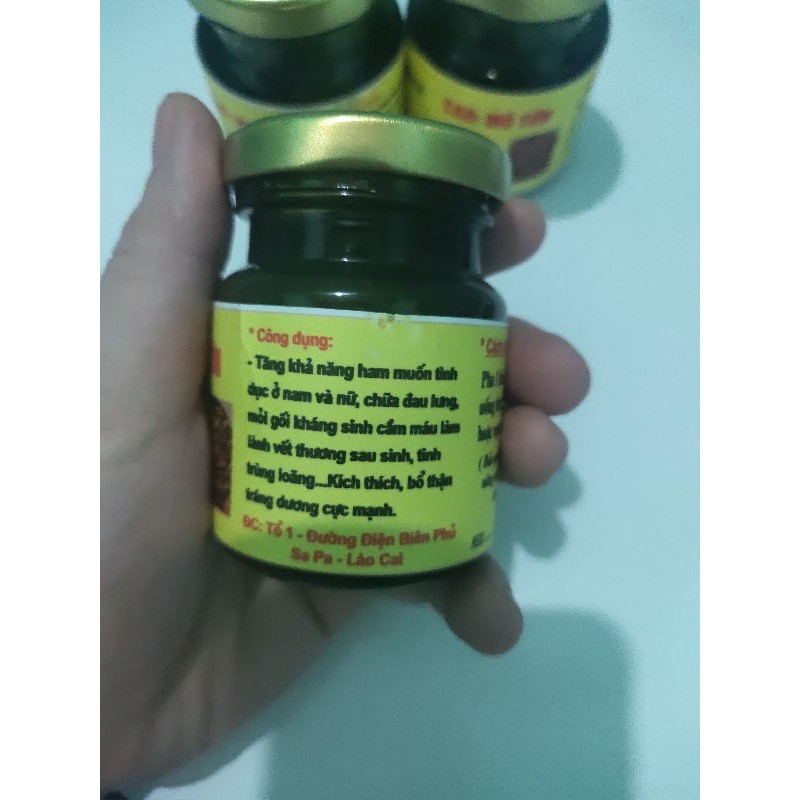 * Công dụng:
- Tăng khả năng ham muốn tình
dục ở nam và nữ, chữa đau lưng,
mỏi gối kháng sinh cầm máu làm
lành vết thương sau sinh, tinh
trùng loãng...Kich thích, bổ thận
tráng dương cực mạnh.
ĐC: Tổ 1 - Đường Điện Biên Phủ
Sa Pa - Lào Cai